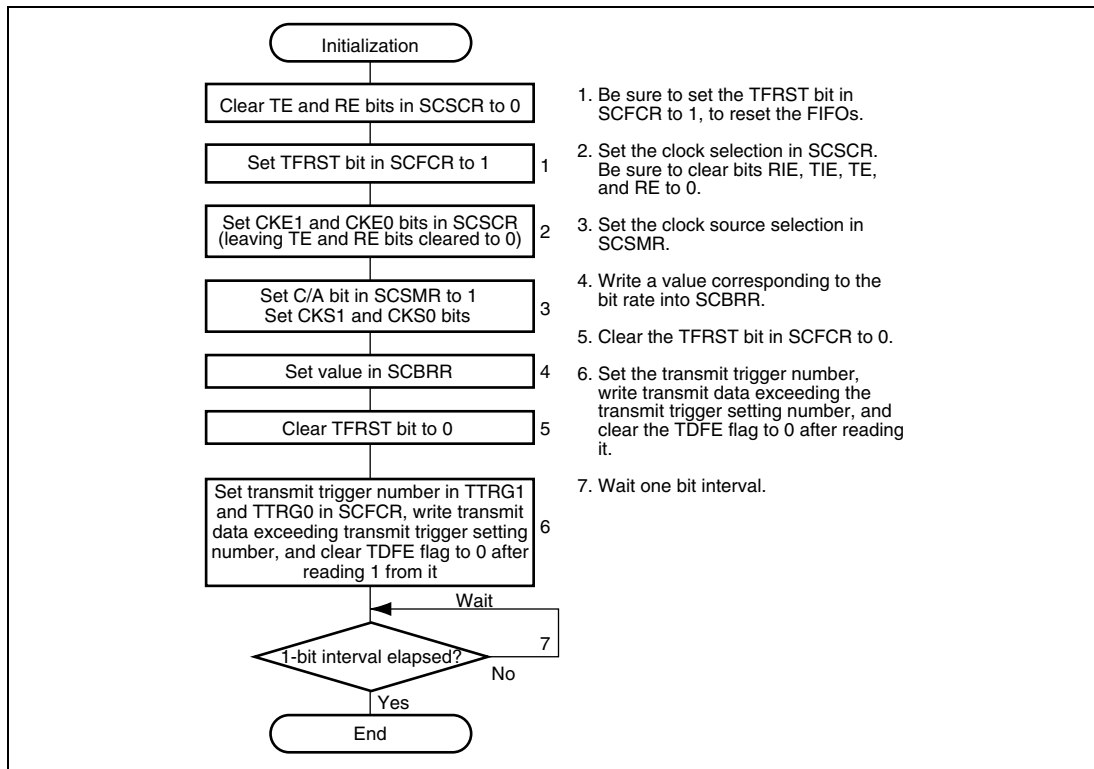 Initialization
Clear TE and RE bits in SCSCR to 0
Set TFRST bit in SCFCR to 1
1
Set CKE1 and CKE0 bits in SCSCR
(leaving TE and RE bits cleared to 0)
2
Set C/A bit in SCSMR to 1
Set CKS1 and CKS0 bits
3
Set value in SCBRR
4
Clear TFRST bit to 0
5
Set transmit trigger number in TTRG1
and TTRG0 in SCFCR, write transmit
data exceeding transmit trigger setting
number, and clear TDFE flag to 0 after
reading 1 from it
6
Wait
1-bit interval elapsed?
7
No
Yes
End
1. Be sure to set the TFRST bit in
SCFCR to 1, to reset the FIFOs.
2. Set the clock selection in SCSCR.
Be sure to clear bits RIE, TIE, TE,
and RE to 0.
3. Set the clock source selection in
SCSMR.
4. Write a value corresponding to the
bit rate into SCBRR.
5. Clear the TFRST bit in SCFCR to 0.
6. Set the transmit trigger number,
write transmit data exceeding the
transmit trigger setting number, and
clear the TDFE flag to 0 after reading
it.
7. Wait one bit interval.